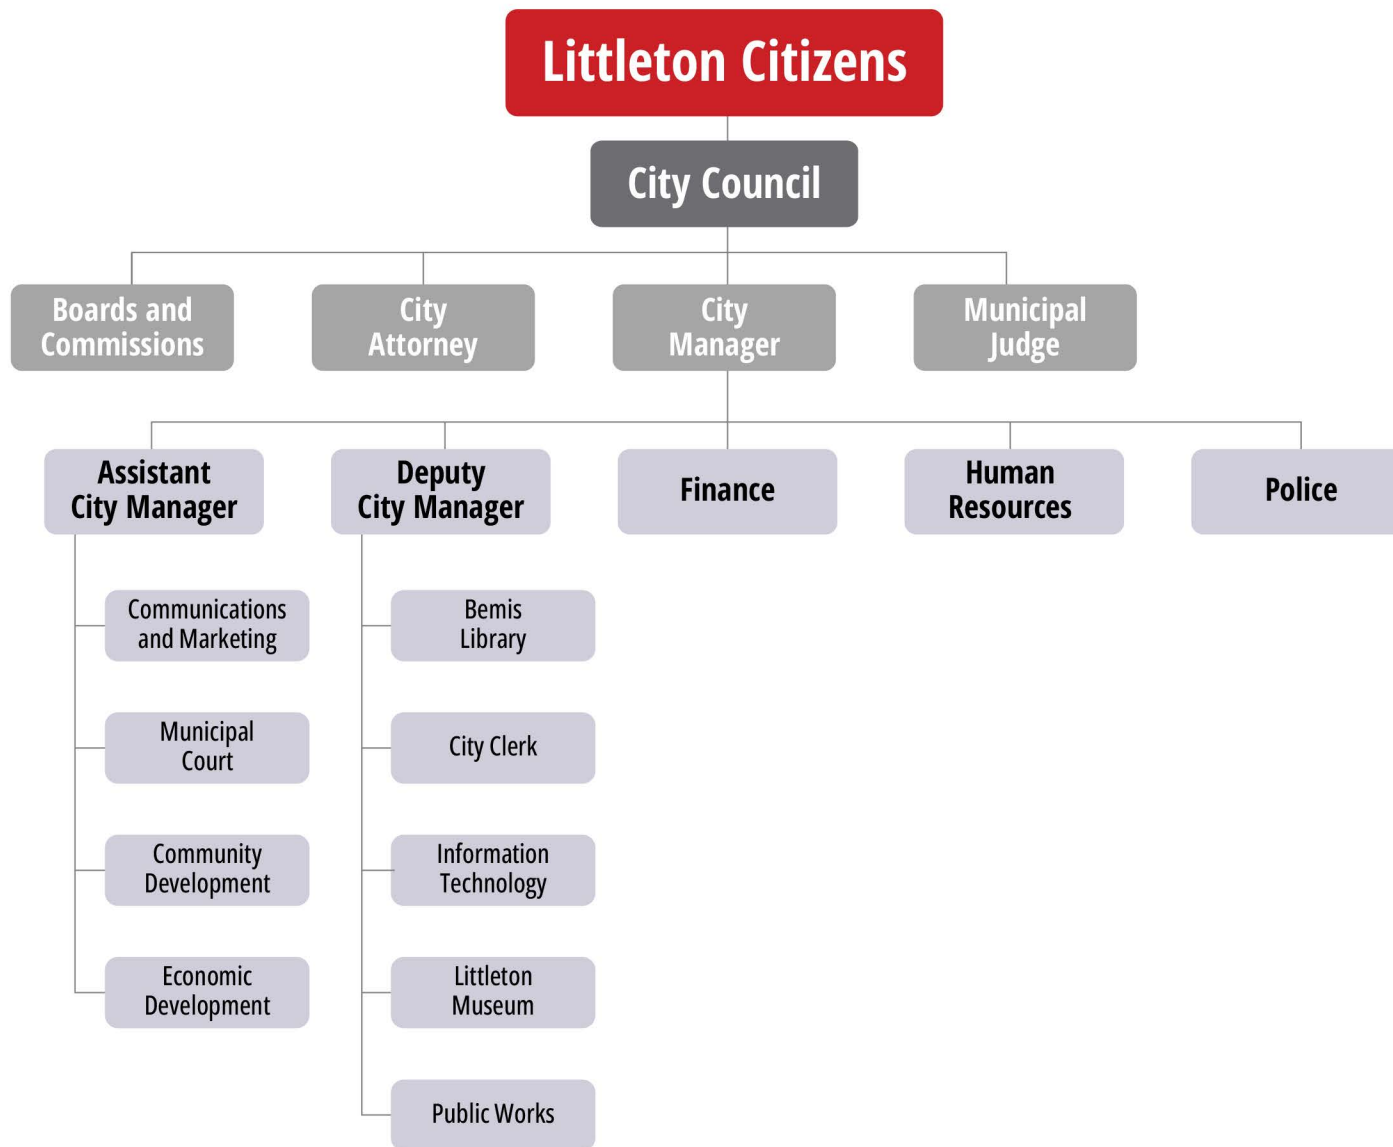 Littleton Citizens
City Council
Boards and
Commissions
City
Attorney
City
Manager
Municipal
Judge
Assistant
City Manager
Deputy
City Manager
Finance
Human
Resources
Police
Communications
and Marketing
Municipal
Court
Community
Development
Economic
Development
Bemis
Library
City Clerk
Information
Technology
Littleton
Museum
Public Works